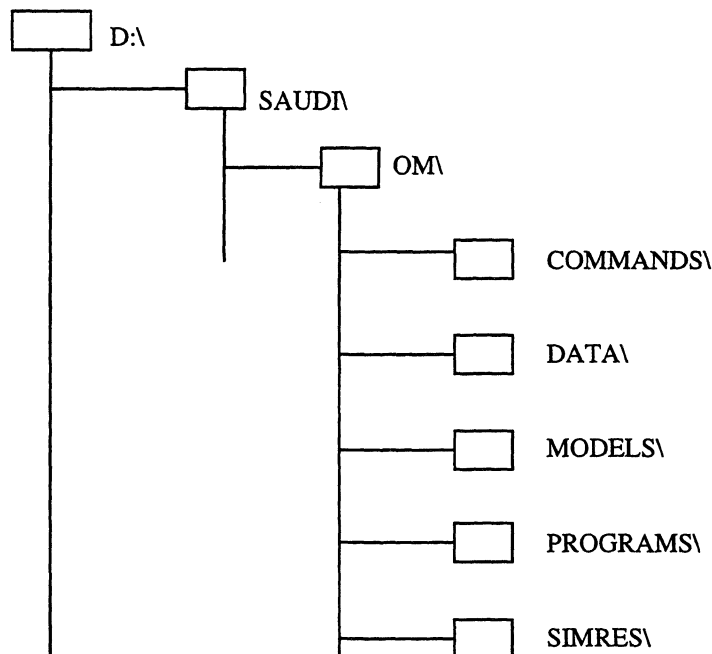 D:\
SAUDI\
OM\
COMMANDS\
DATA\
MODELS\
PROGRAMS\
SIMRES\